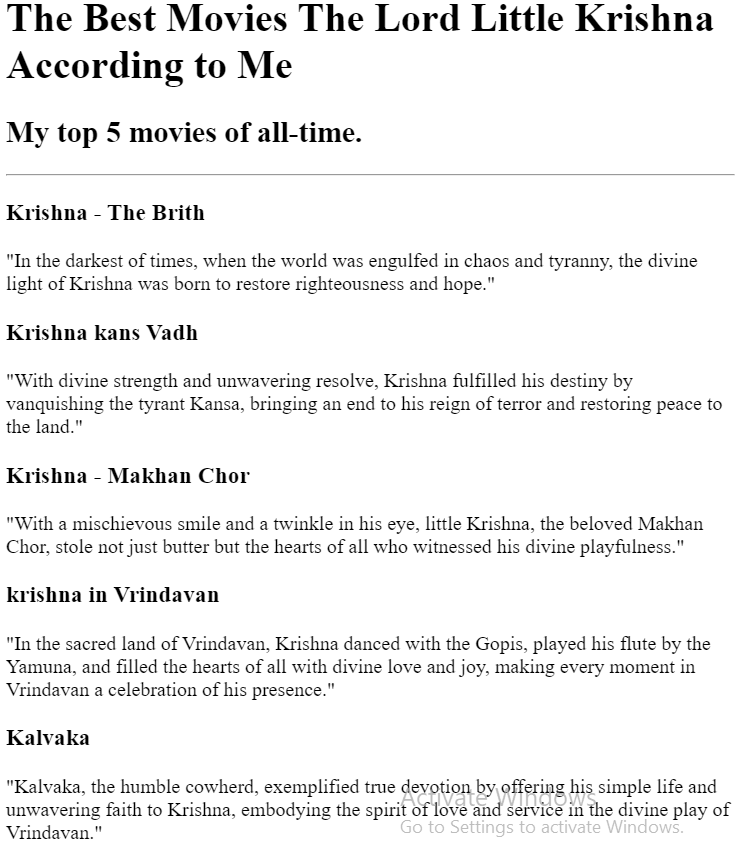 The Best Movies The Lord Little Krishna
According to Me
My top 5 movies of all-time.
Krishna - The Brith
"In the darkest of times, when the world was engulfed in chaos and tyranny, the divine
light of Krishna was born to restore righteousness and hope."
Krishna kans Vadh
"With divine strength and unwavering resolve, Krishna fulfilled his destiny by
vanquishing the tyrant Kansa, bringing an end to his reign of terror and restoring peace to
the land."
Krishna - Makhan Chor
"With a mischievous smile and a twinkle in his eye, little Krishna, the beloved Makhan
Chor, stole not just butter but the hearts of all who witnessed his divine playfulness."
krishna in Vrindavan
"In the sacred land of Vrindavan, Krishna danced with the Gopis, played his flute by the
Yamuna, and filled the hearts of all with divine love and joy, making every moment in
Vrindavan a celebration of his presence."
Kalvaka
"Kalvaka, the humble cowherd, exemplified true devotion by offering his simple life and
unwavering faith to Krishna, embodying the spirit of love and service in the divine play of
Vrindavan."
Activate Windows
Go to Settings to activate Windows.